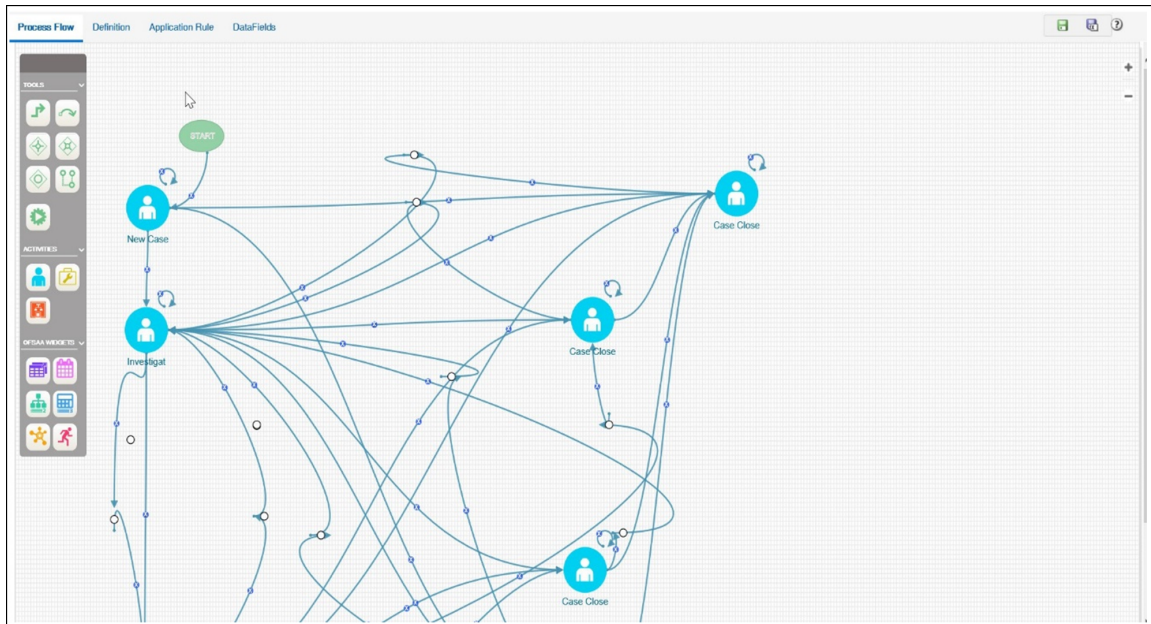 Process Flow Definition Application Rule DataFields
TOOLS
START
New Case
Case Close
ACTIVITIES
Investigat
Case Close
OFSAA WIDGETS
Case Close